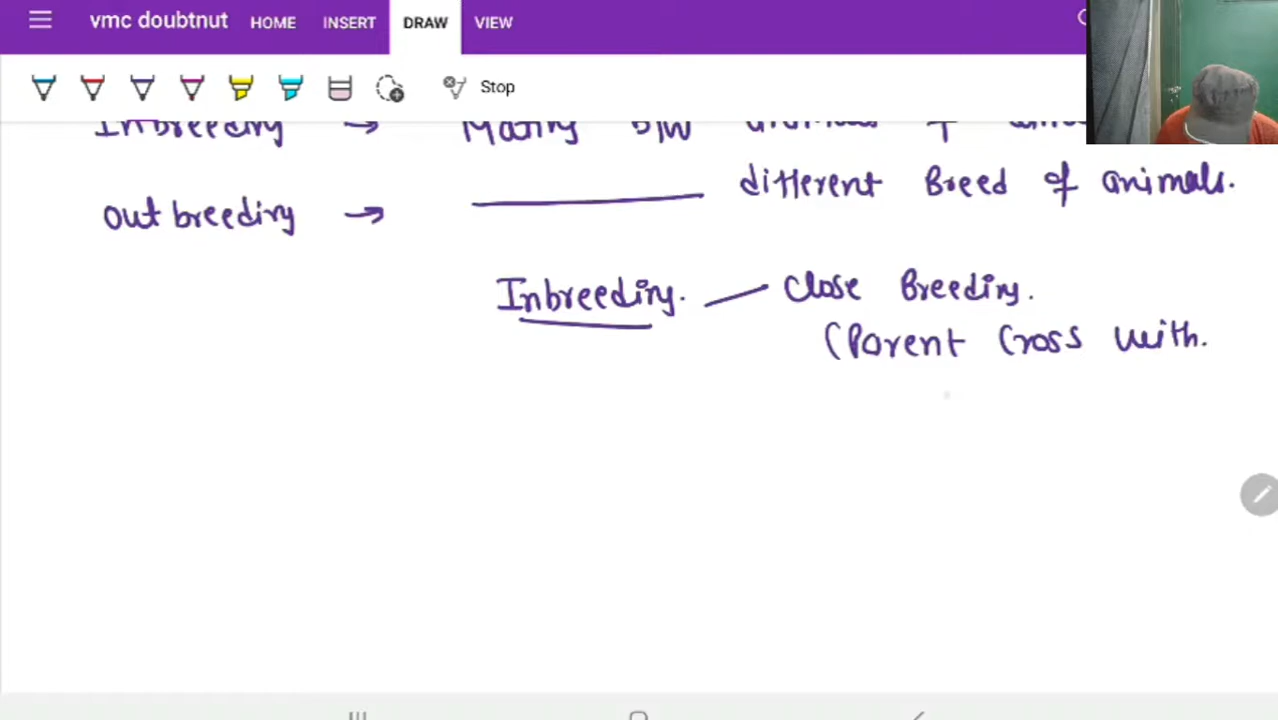 vmc doubtnut HOME INSERT DRAW VIEW
Stop
Inbreeding → Mating b/w
different Breed of animals.
out breeding →
Inbreeding. — Close Breeding.
(Parent Cross with.